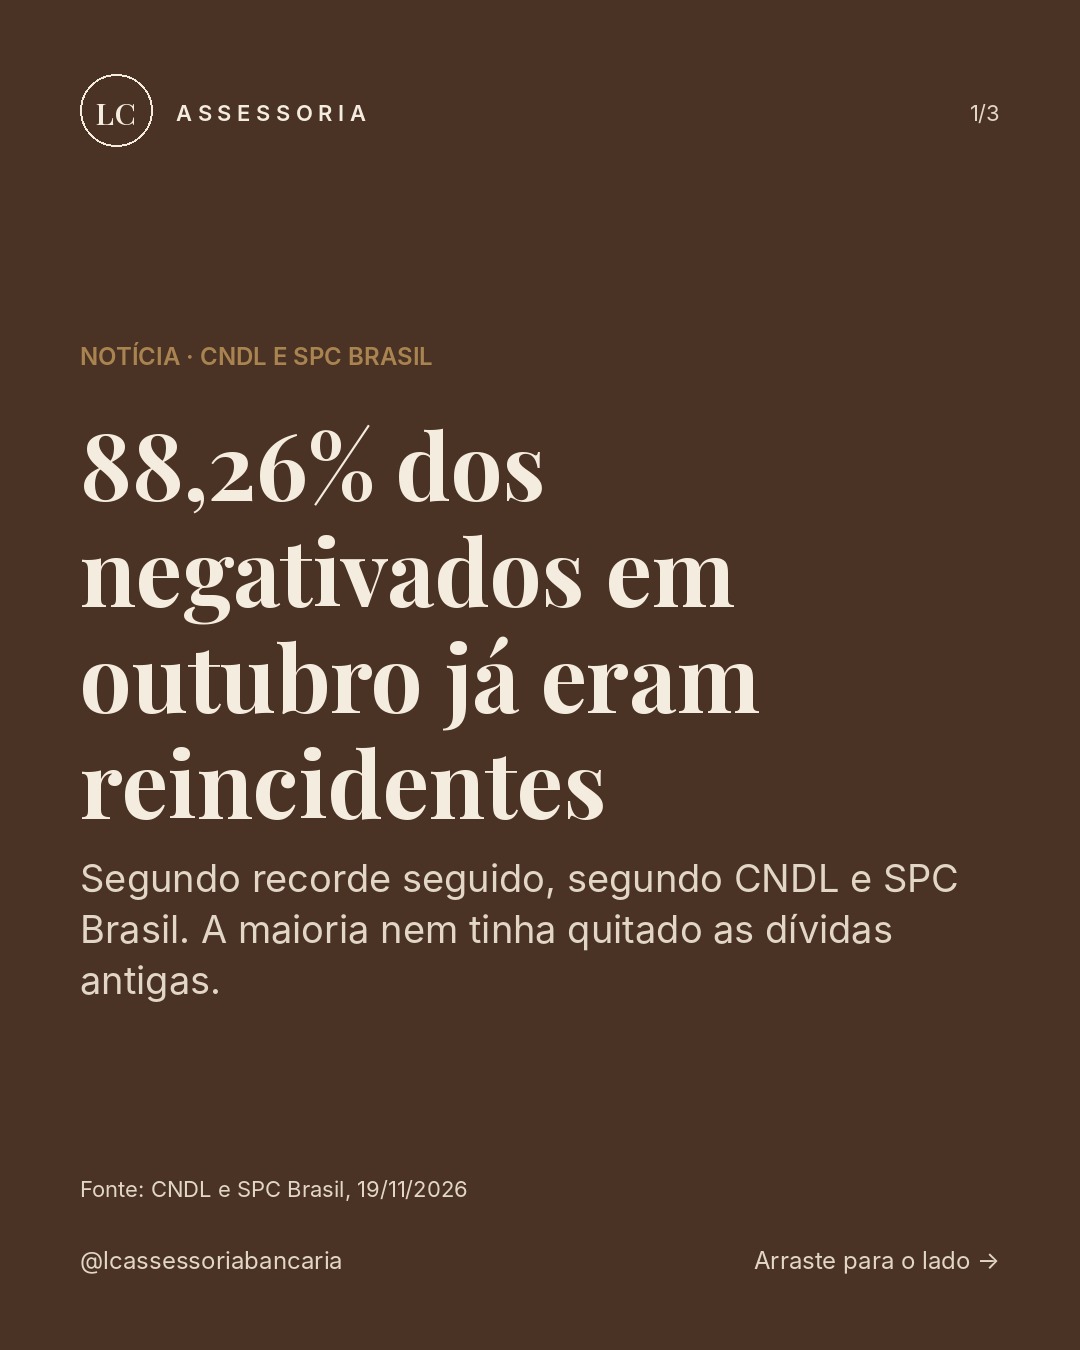 LC ASSESSORIA
1/3
NOTÍCIA · CNDL E SPC BRASIL
88,26% dos
negativados em
outubro já eram
reincidentes
Segundo recorde seguido, segundo CNDL e SPC
Brasil. A maioria nem tinha quitado as dívidas
antigas.
Fonte: CNDL e SPC Brasil, 19/11/2026
@lcassessoriabancaria
Arraste para o lado →